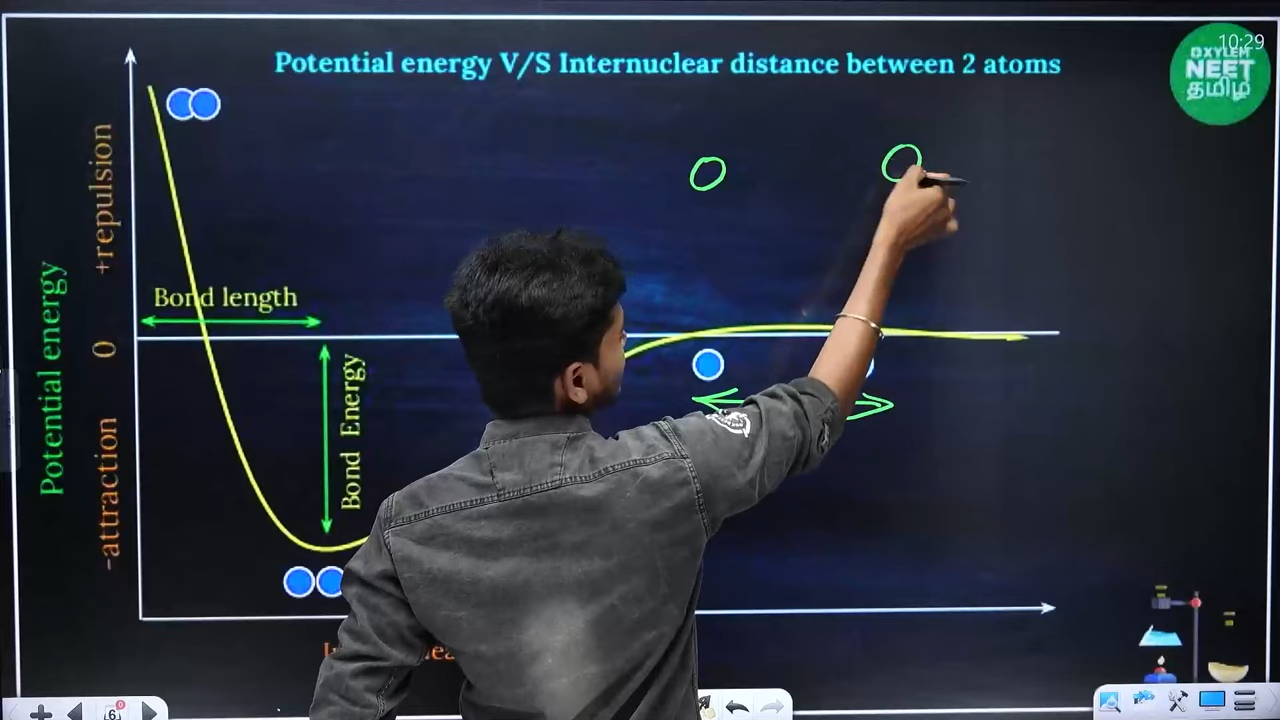 Potential energy V/S Internuclear distance between 2 atoms
10:29
OXYLEM
NEET
தமிழ்
+repulsion
0
-attraction
Potential energy
Bond length
Bond Energy
6